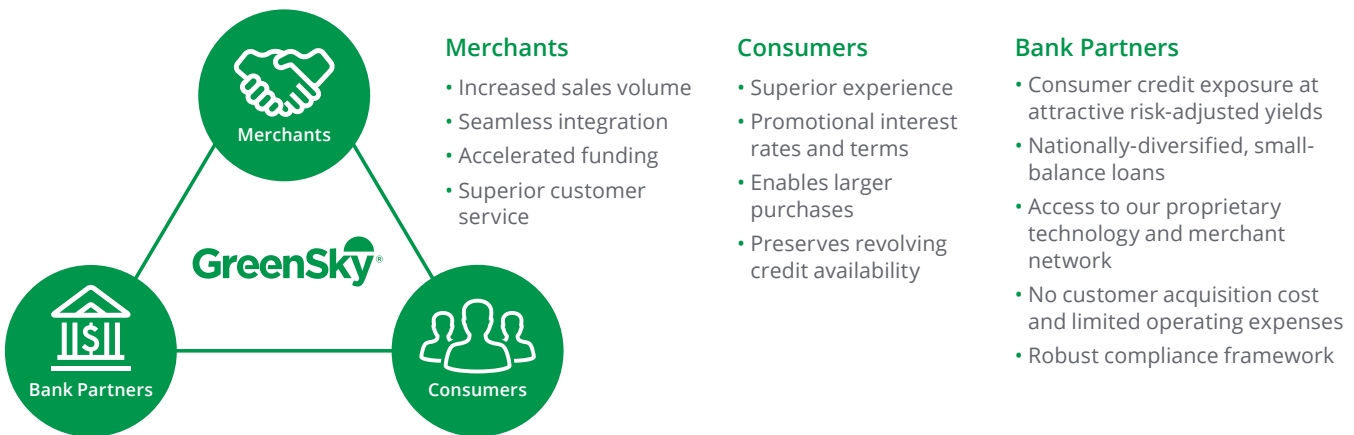 Merchants
GreenSky®
Bank Partners
Consumers
Merchants
• Increased sales volume
• Seamless integration
• Accelerated funding
• Superior customer
service
Consumers
• Superior experience
• Promotional interest
rates and terms
• Enables larger
purchases
• Preserves revolving
credit availability
Bank Partners
• Consumer credit exposure at
attractive risk-adjusted yields
• Nationally-diversified, small-
balance loans
• Access to our proprietary
technology and merchant
network
• No customer acquisition cost
and limited operating expenses
• Robust compliance framework